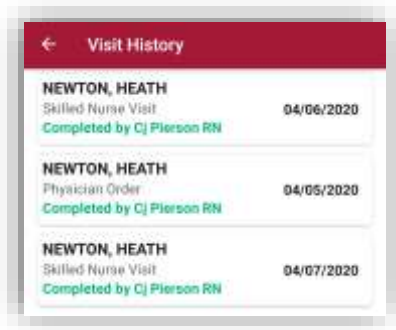 Visit History
NEWTON, HEATH
Skilled Nurse Visit
04/06/2020
Completed by Cj Pierson RN
NEWTON, HEATH
Physician Order
04/05/2020
Completed by Cj Pierson RN
NEWTON, HEATH
Skilled Nurse Visit
04/07/2020
Completed by Cj Pierson RN